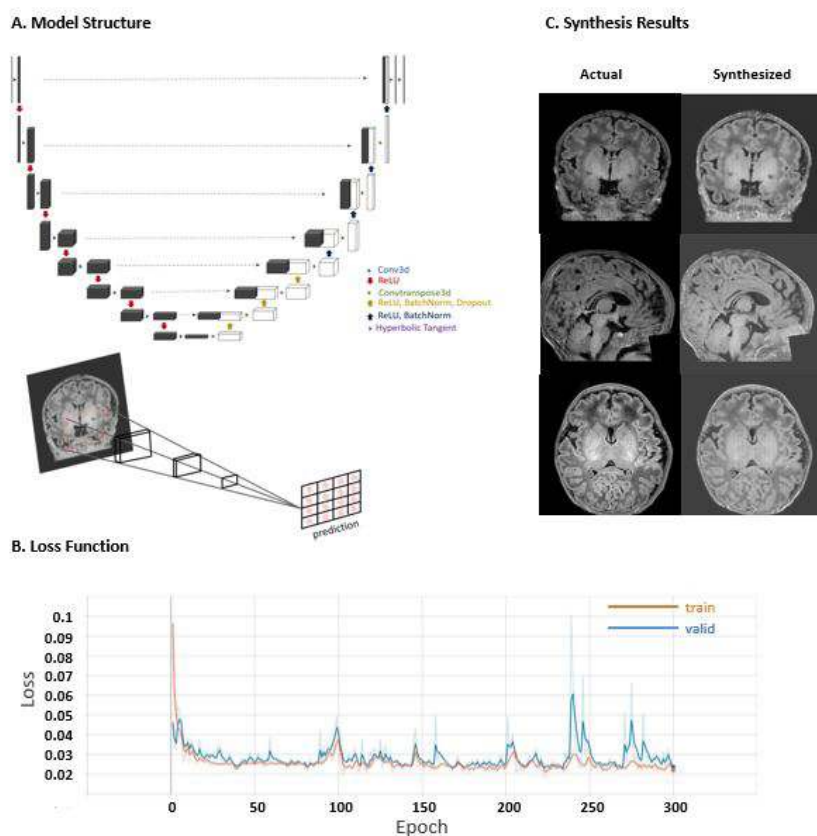 A. Model Structure
Conv3d
ReLU
Convtranspose3d
ReLU, BatchNorm, Dropout
ReLU, BatchNorm
Hyperbolic Tangent
prediction
C. Synthesis Results
Actual
Synthesized
B. Loss Function
train
valid
0.1
0.09
0.08
0.07
0.06
0.05
0.04
0.03
0.02
Loss
0
50
100
150
200
250
300
Epoch